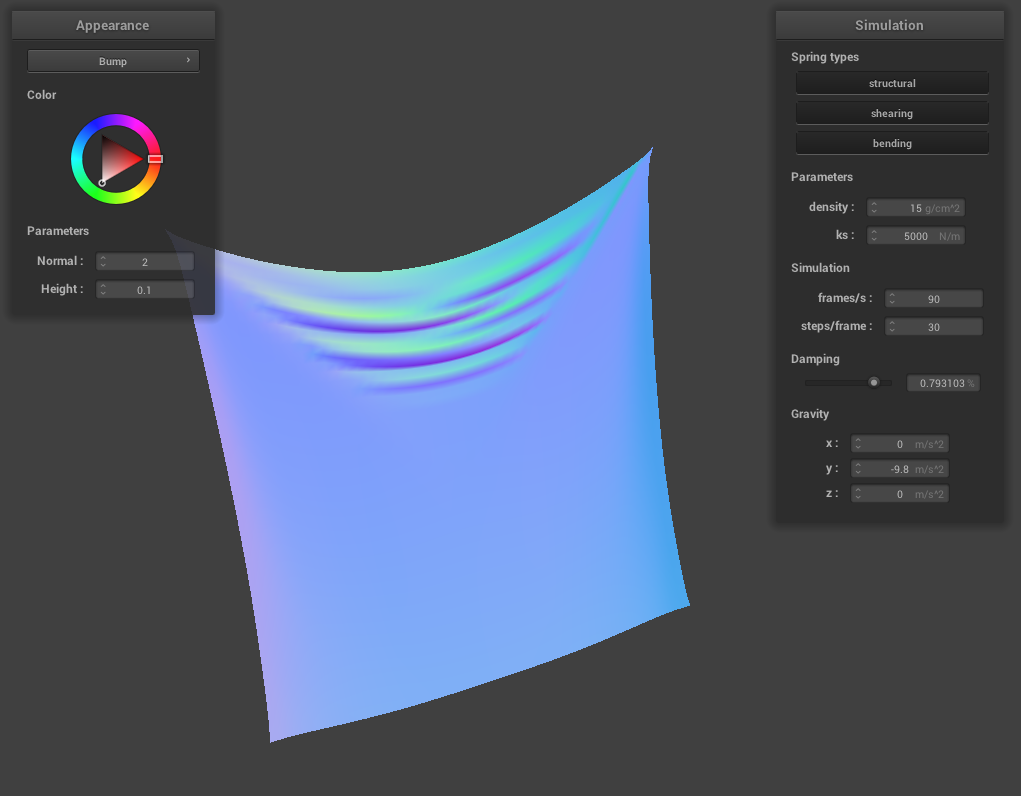 Appearance
Bump
Color
Parameters
Normal : 2
Height : 0.1
Simulation
Spring types
structural
shearing
bending
Parameters
density : 15 g/cm^2
ks : 5000 N/m
Simulation
frames/s : 90
steps/frame : 30
Damping
0.793103 %
Gravity
x : 0 m/s^2
y : -9.8 m/s^2
z : 0 m/s^2